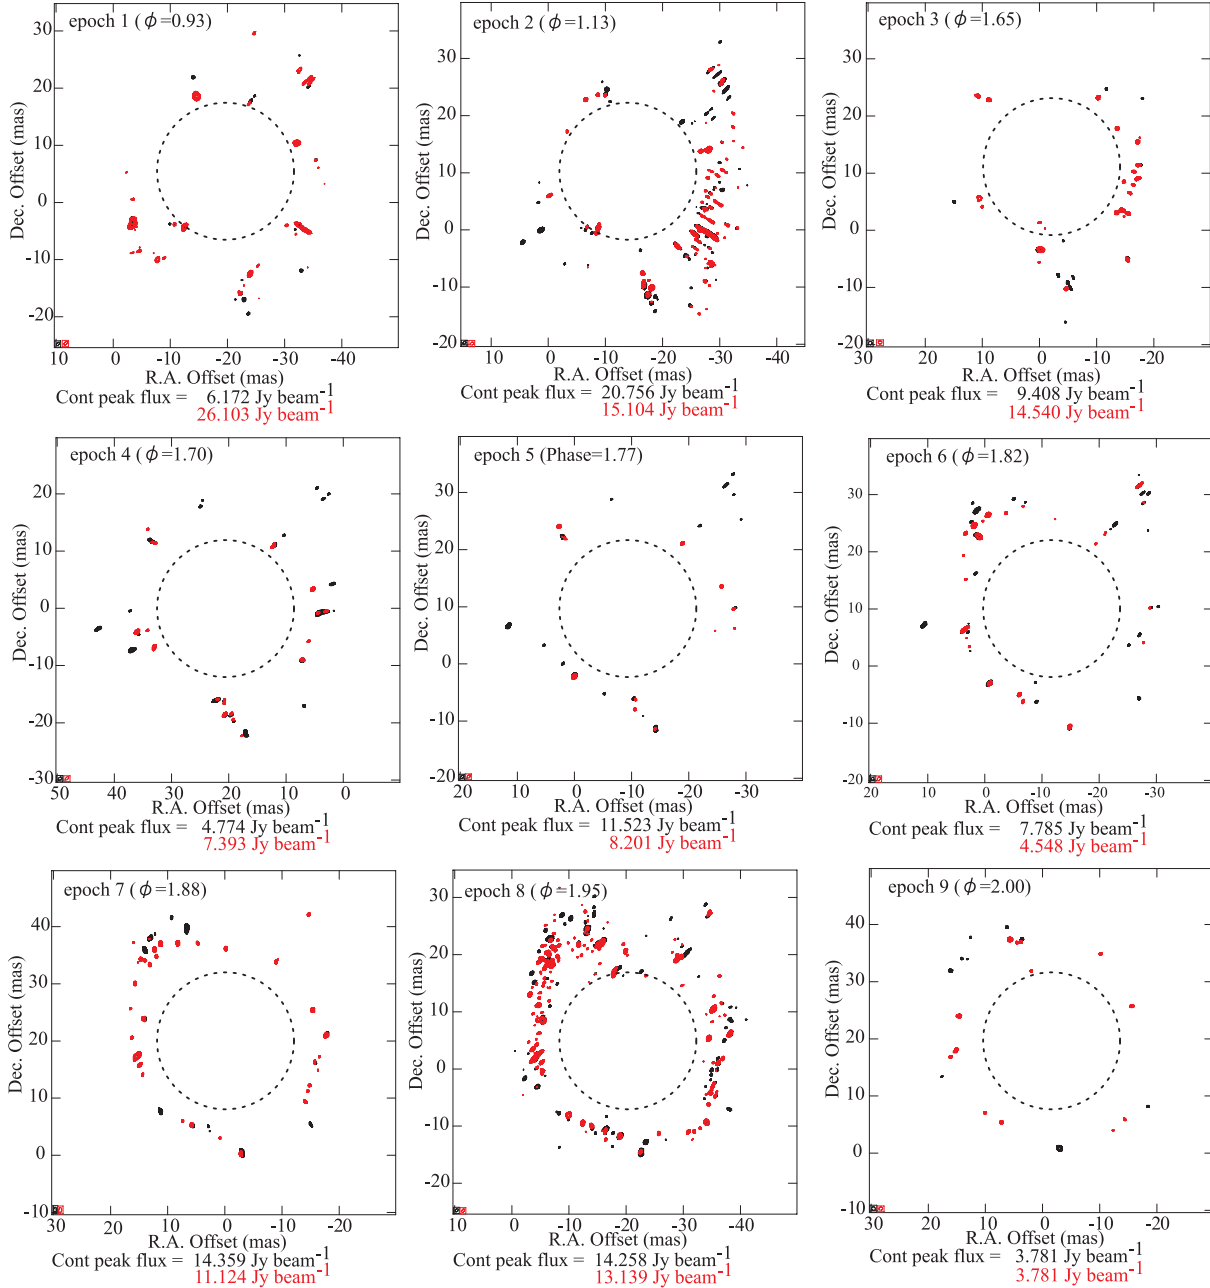 epoch 1 (ϕ=0.93)
30
20
10
0
-10
-20
Dec. Offset (mas)
10 0 -10 -20 -30 -40 -50
R.A. Offset (mas)
Cont peak flux = 6.172 Jy beam-1
26.103 Jy beam-1
epoch 2 (ϕ=1.13)
30
20
10
0
-10
-20
Dec. Offset (mas)
10 0 -10 -20 -30 -40
R.A. Offset (mas)
Cont peak flux = 20.756 Jy beam-1
15.104 Jy beam-1
epoch 3 (ϕ=1.65)
30
20
10
0
-10
-20
Dec. Offset (mas)
30 20 10 0 -10 -20
R.A. Offset (mas)
Cont peak flux = 9.408 Jy beam-1
14.540 Jy beam-1
epoch 4 (ϕ=1.70)
20
10
0
-10
-20
-30
Dec. Offset (mas)
50 40 30 20 10 0
R.A. Offset (mas)
Cont peak flux = 4.774 Jy beam-1
7.393 Jy beam-1
epoch 5 (Phase=1.77)
30
20
10
0
-10
-20
Dec. Offset (mas)
20 10 0 -10 -20 -30
R.A. Offset (mas)
Cont peak flux = 11.523 Jy beam-1
8.201 Jy beam-1
epoch 6 (ϕ=1.82)
30
20
10
0
-10
-20
Dec. Offset (mas)
20 10 0 -10 -20 -30
R.A. Offset (mas)
Cont peak flux = 7.785 Jy beam-1
4.548 Jy beam-1
epoch 7 (ϕ=1.88)
40
30
20
10
0
-10
Dec. Offset (mas)
30 20 10 0 -10 -20
R.A. Offset (mas)
Cont peak flux = 14.359 Jy beam-1
11.124 Jy beam-1
epoch 8 (ϕ=1.95)
30
20
10
0
-10
-20
Dec. Offset (mas)
10 0 -10 -20 -30 -40
R.A. Offset (mas)
Cont peak flux = 14.258 Jy beam-1
13.139 Jy beam-1
epoch 9 (ϕ=2.00)
40
30
20
10
0
-10
Dec. Offset (mas)
30 20 10 0 -10 -20
R.A. Offset (mas)
Cont peak flux = 3.781 Jy beam-1
3.781 Jy beam-1